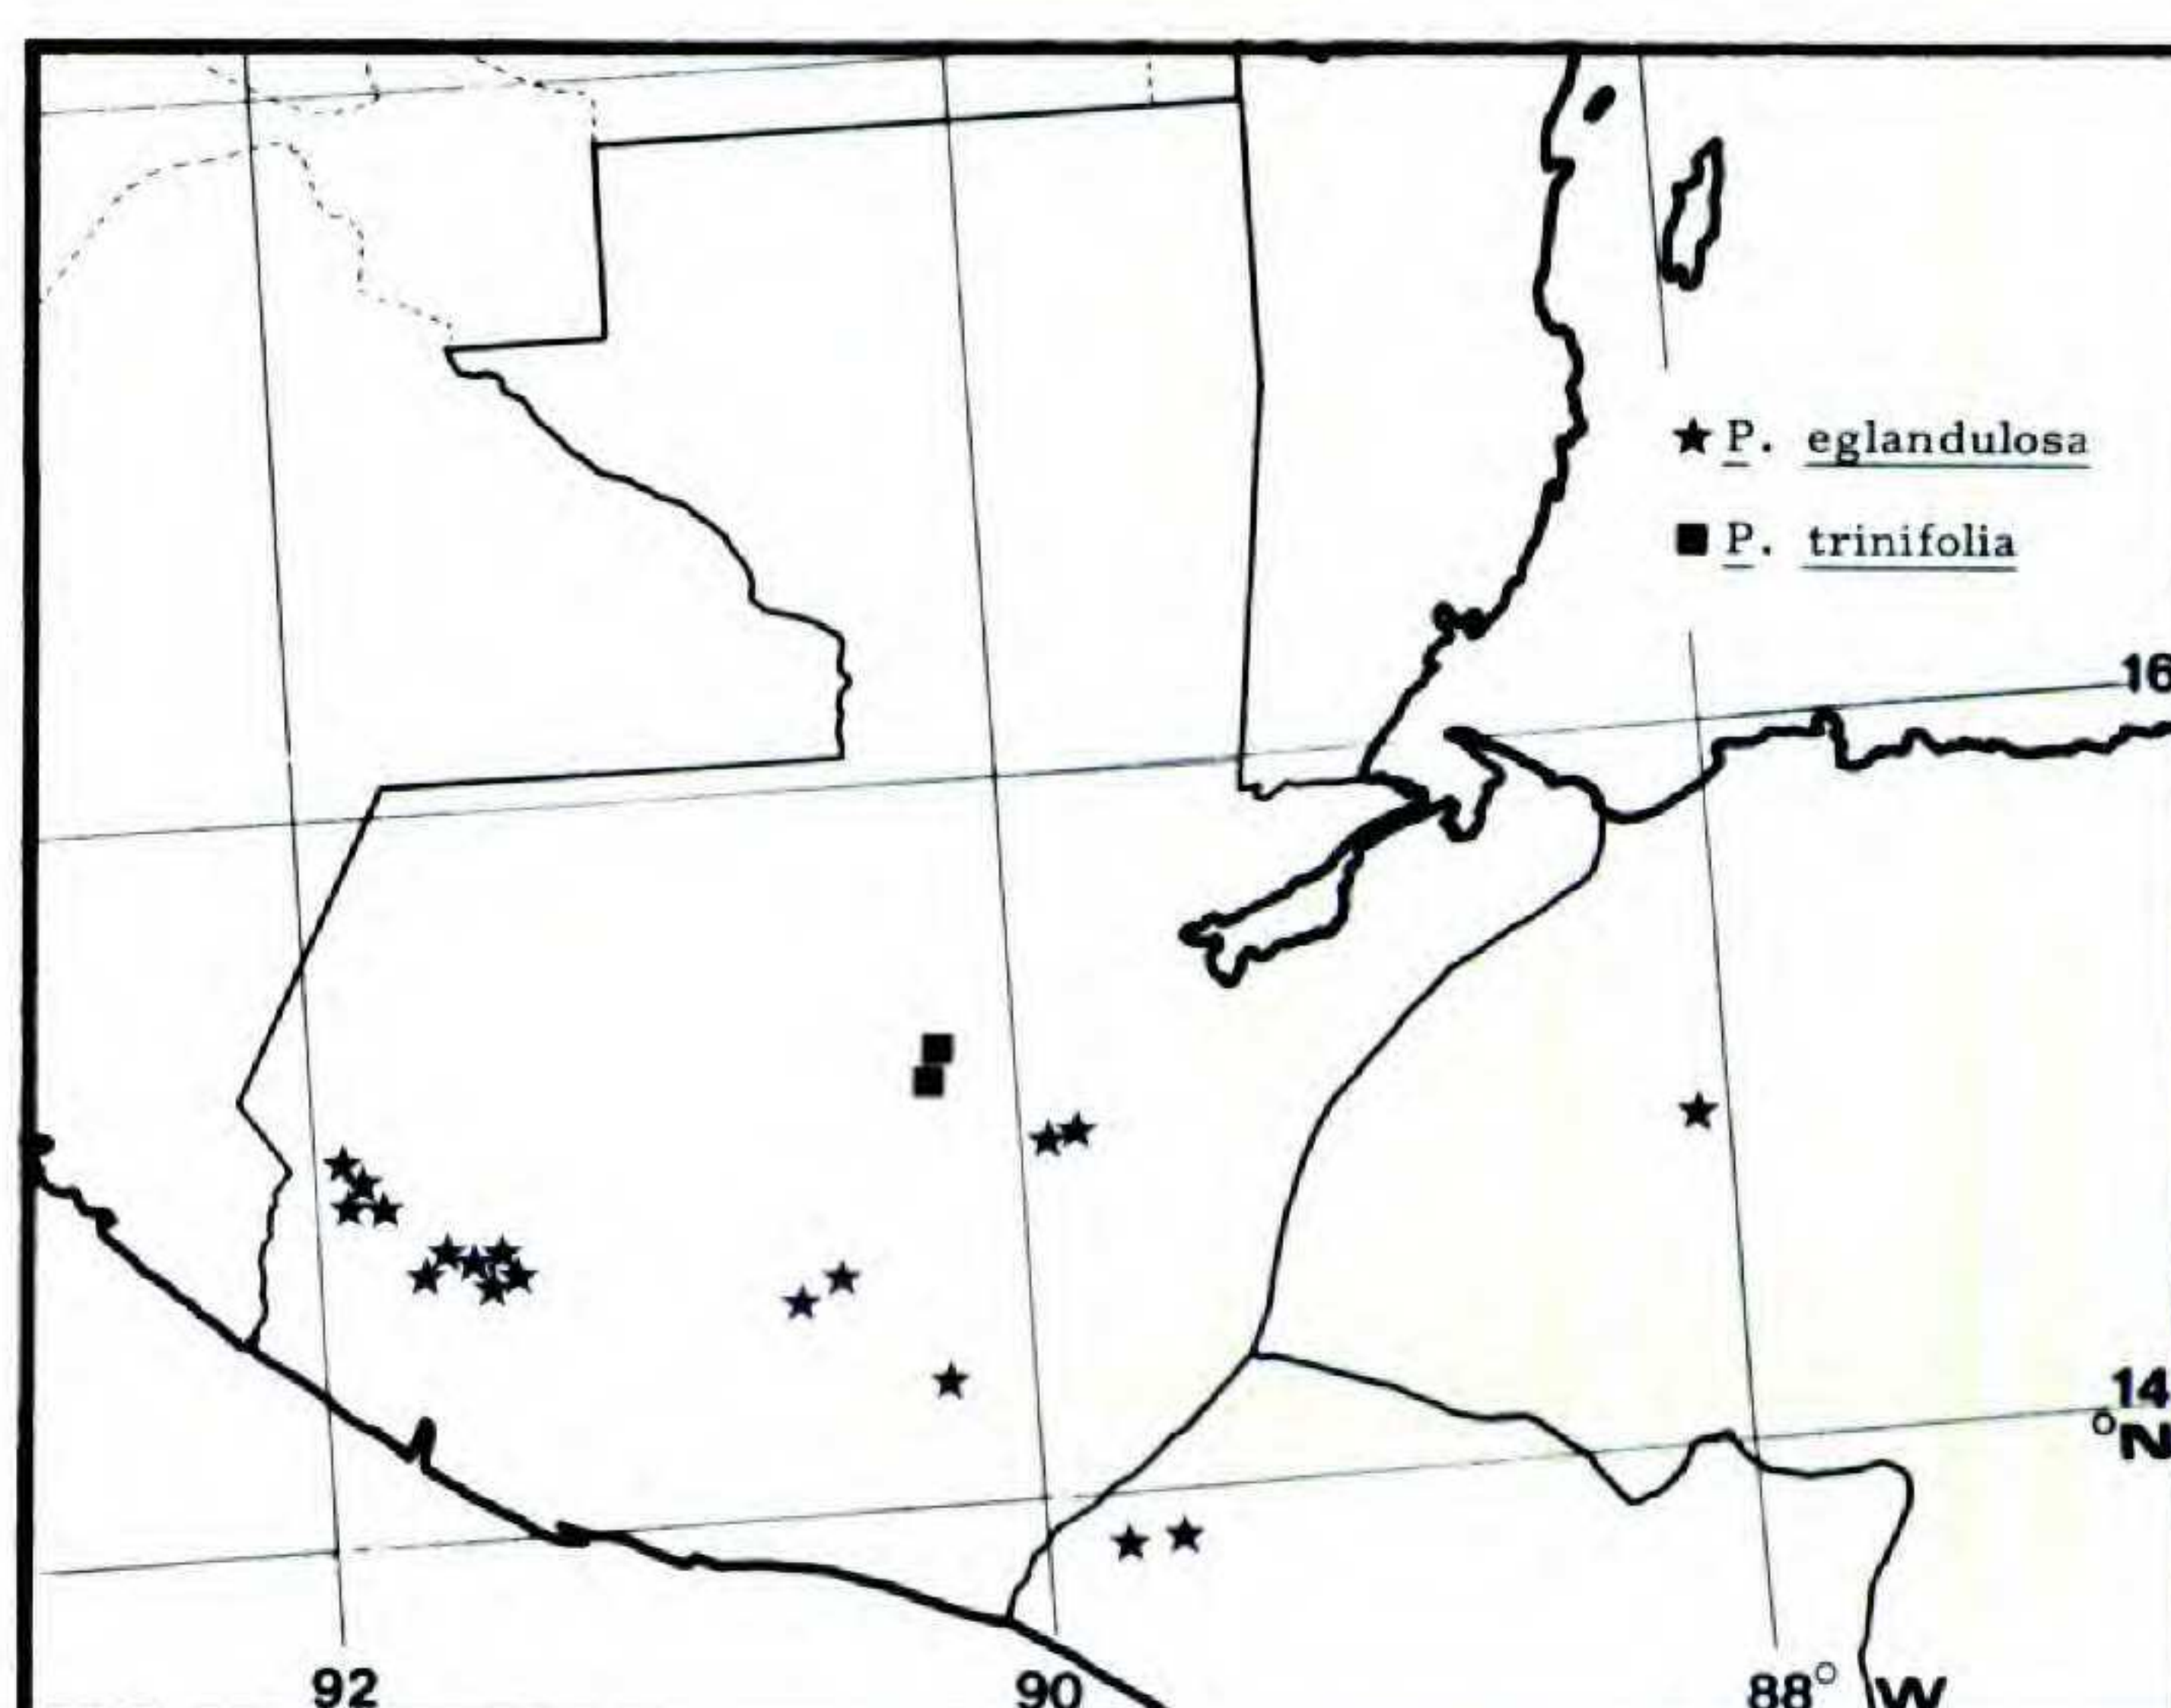 ★ P. eglandulosa
■ P. trinifolia
16
14
°N
92 90 88° W